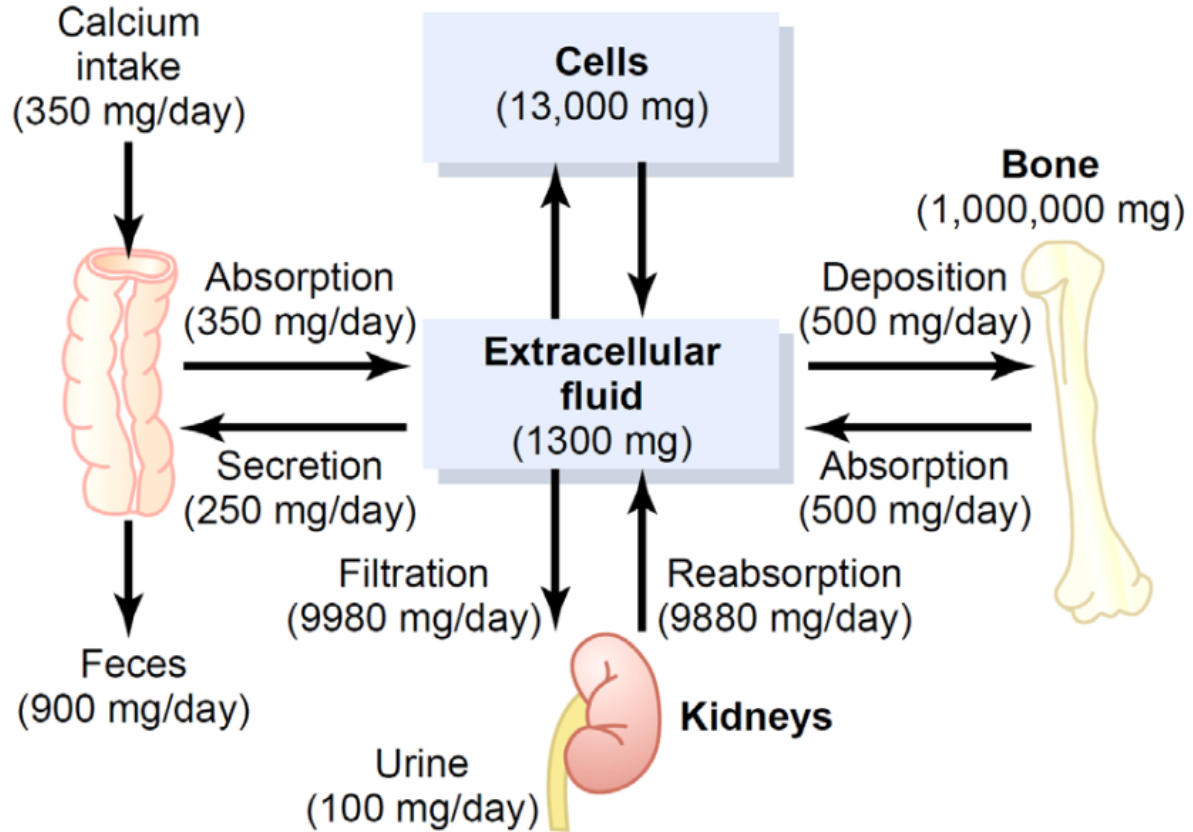 Calcium
intake
(350 mg/day)
Cells
(13,000 mg)
Bone
(1,000,000 mg)
Absorption
(350 mg/day)
Secretion
(250 mg/day)
Extracellular
fluid
(1300 mg)
Deposition
(500 mg/day)
Absorption
(500 mg/day)
Filtration
(9980 mg/day)
Reabsorption
(9880 mg/day)
Feces
(900 mg/day)
Kidneys
Urine
(100 mg/day)